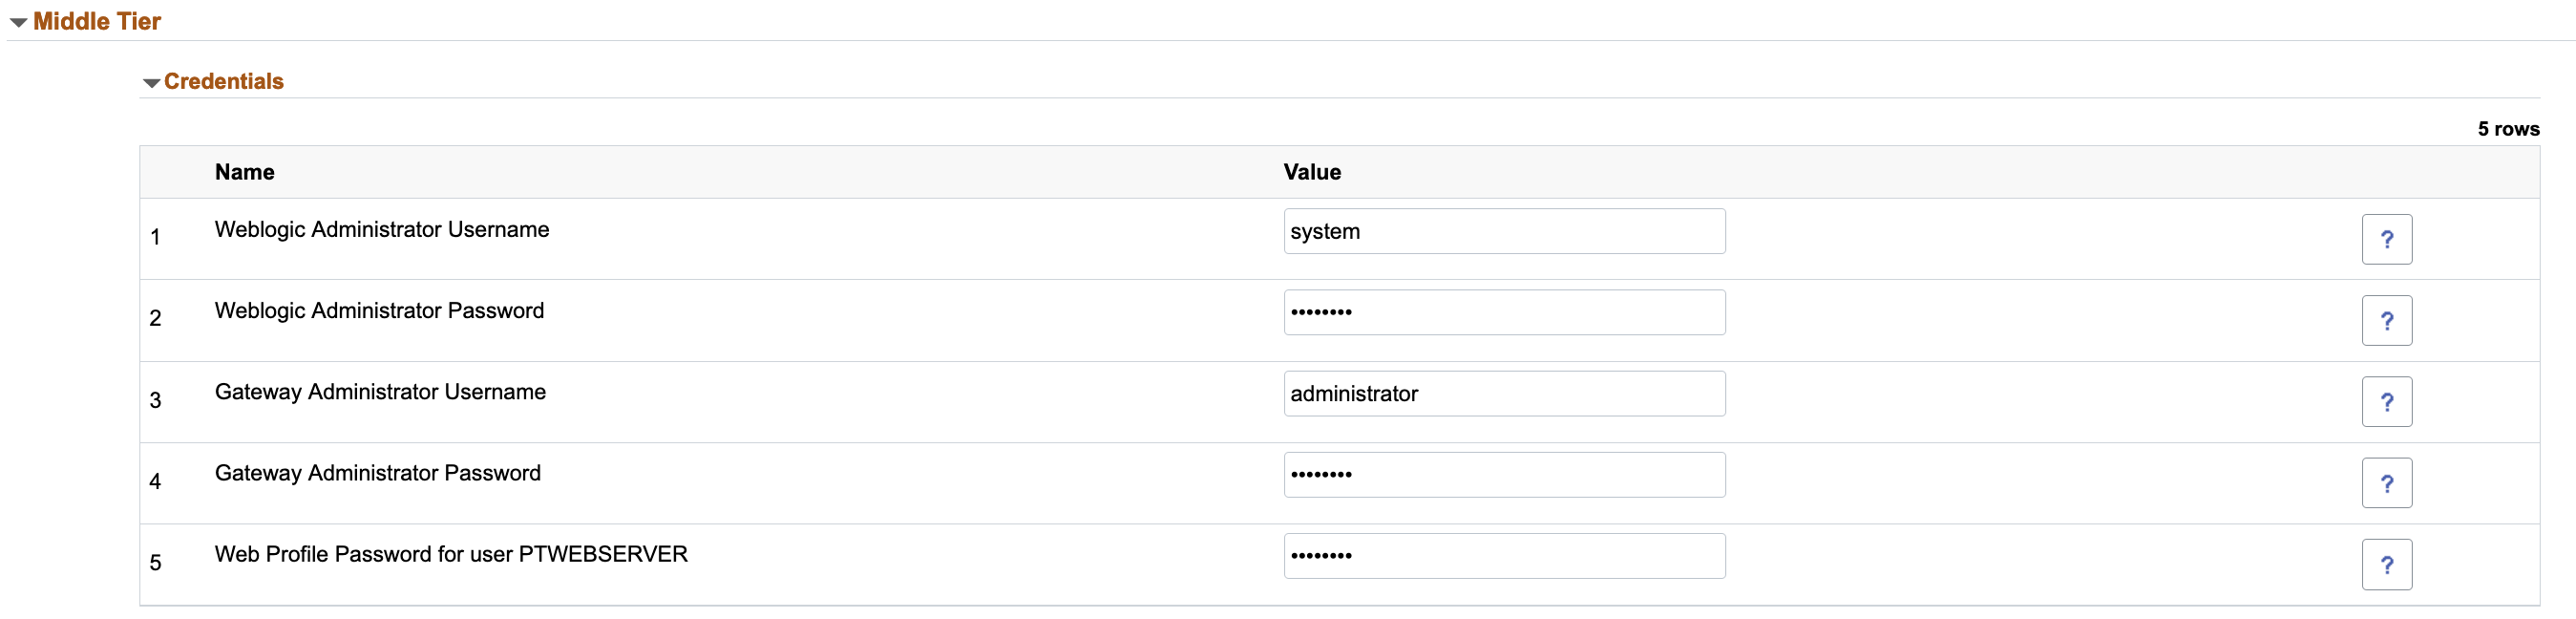 Middle Tier
Credentials
5 rows
Name Value
1 Weblogic Administrator Username system ?
2 Weblogic Administrator Password •••••••• ?
3 Gateway Administrator Username administrator ?
4 Gateway Administrator Password •••••••• ?
5 Web Profile Password for user PTWEBSERVER •••••••• ?